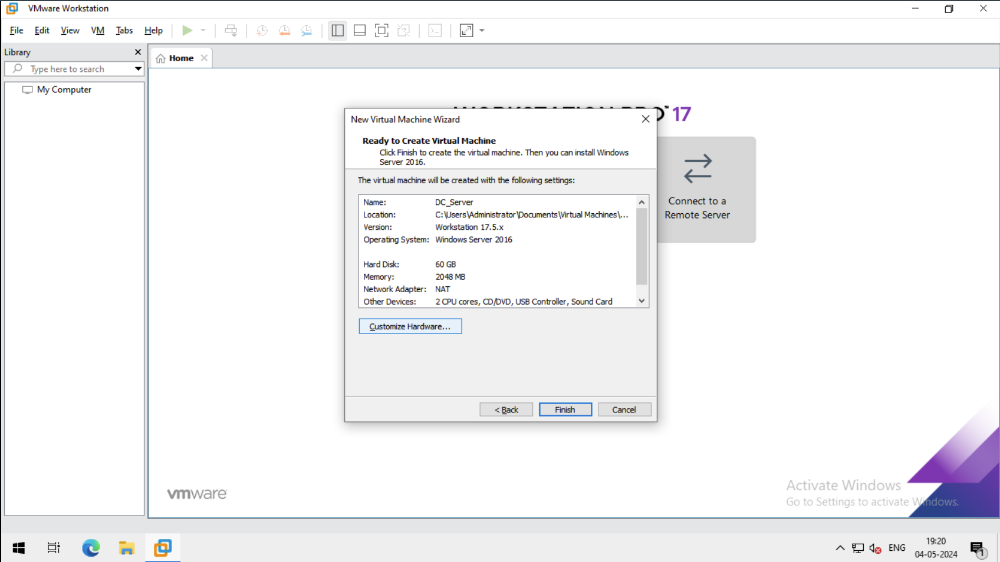 VMware Workstation
File Edit View VM Tabs Help
Library
Type here to search
My Computer
Home
WORKSTATION PRO™ 17
New Virtual Machine Wizard
Ready to Create Virtual Machine
Click Finish to create the virtual machine. Then you can install Windows
Server 2016.
The virtual machine will be created with the following settings:
Name: DC_Server
Location: C:\Users\Administrator\Documents\Virtual Machines\...
Version: Workstation 17.5.x
Operating System: Windows Server 2016
Hard Disk: 60 GB
Memory: 2048 MB
Network Adapter: NAT
Other Devices: 2 CPU cores, CD/DVD, USB Controller, Sound Card
Customize Hardware...
< Back Finish Cancel
Connect to a
Remote Server
vmware
Activate Windows
Go to Settings to activate Windows.
ENG
19:20
04-05-2024
1